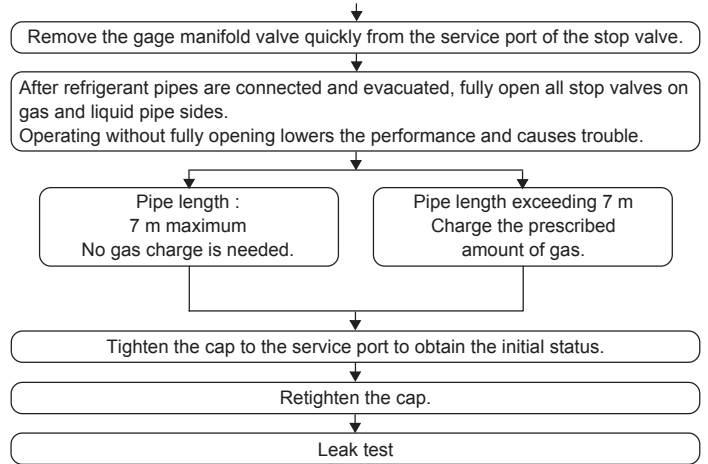 Remove the gage manifold valve quickly from the service port of the stop valve.
After refrigerant pipes are connected and evacuated, fully open all stop valves on
gas and liquid pipe sides.
Operating without fully opening lowers the performance and causes trouble.
Pipe length :
7 m maximum
No gas charge is needed.
Pipe length exceeding 7 m
Charge the prescribed
amount of gas.
Tighten the cap to the service port to obtain the initial status.
Retighten the cap.
Leak test